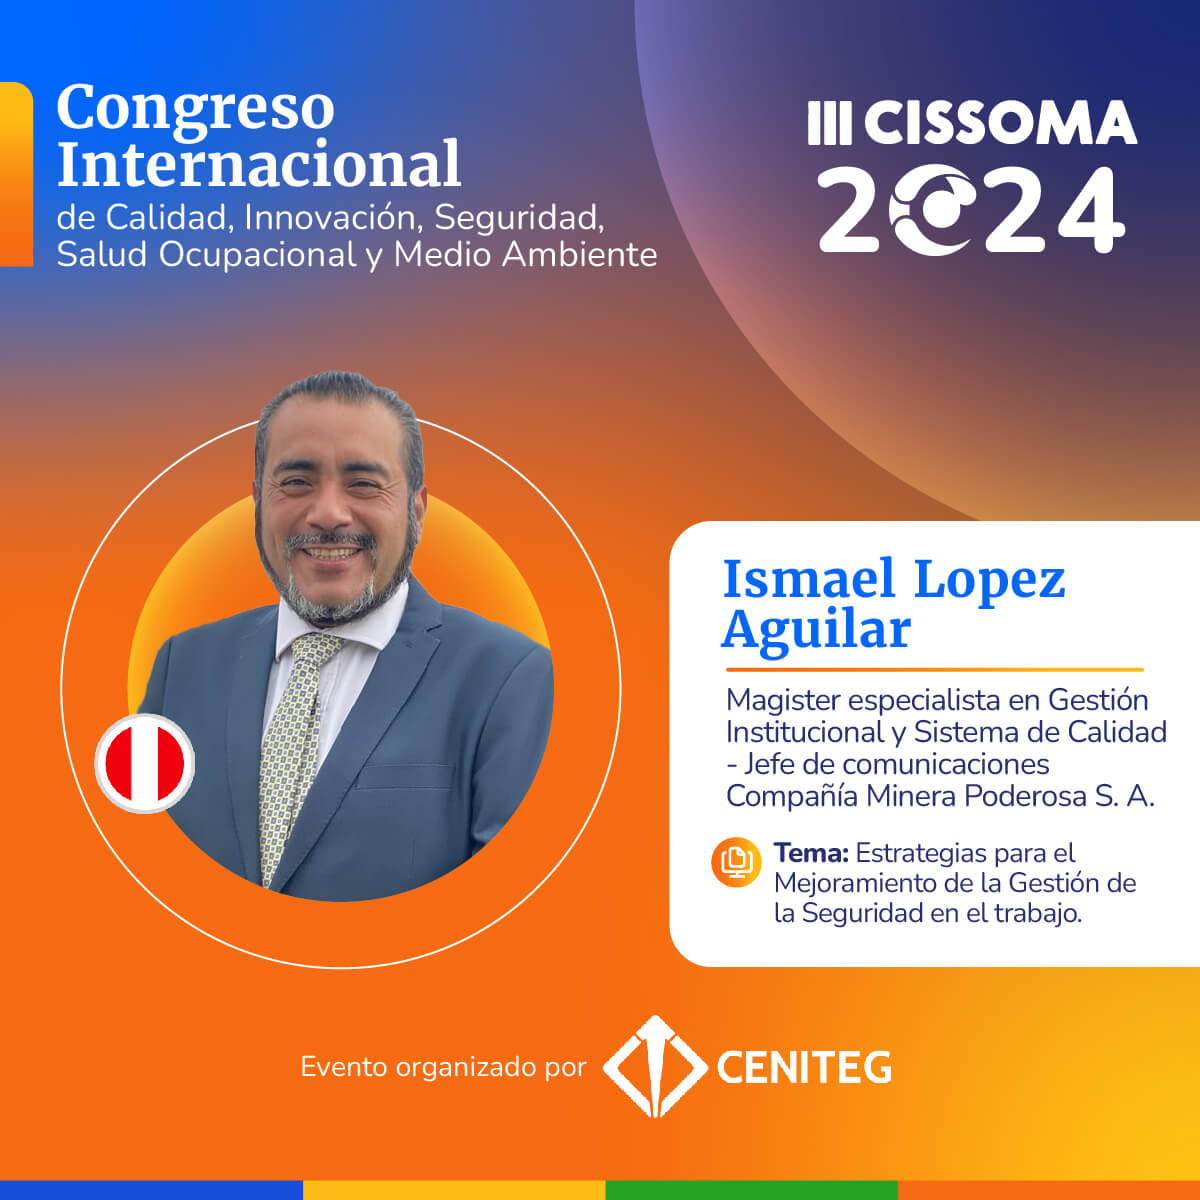 Congreso
Internacional
de Calidad, Innovación, Seguridad,
Salud Ocupacional y Medio Ambiente
III CISSOMA
2024
Ismael Lopez
Aguilar
Magister especialista en Gestión
Institucional y Sistema de Calidad
- Jefe de comunicaciones
Compañía Minera Poderosa S. A.
Tema: Estrategias para el
Mejoramiento de la Gestión de
la Seguridad en el trabajo.
Evento organizado por
CENITEG